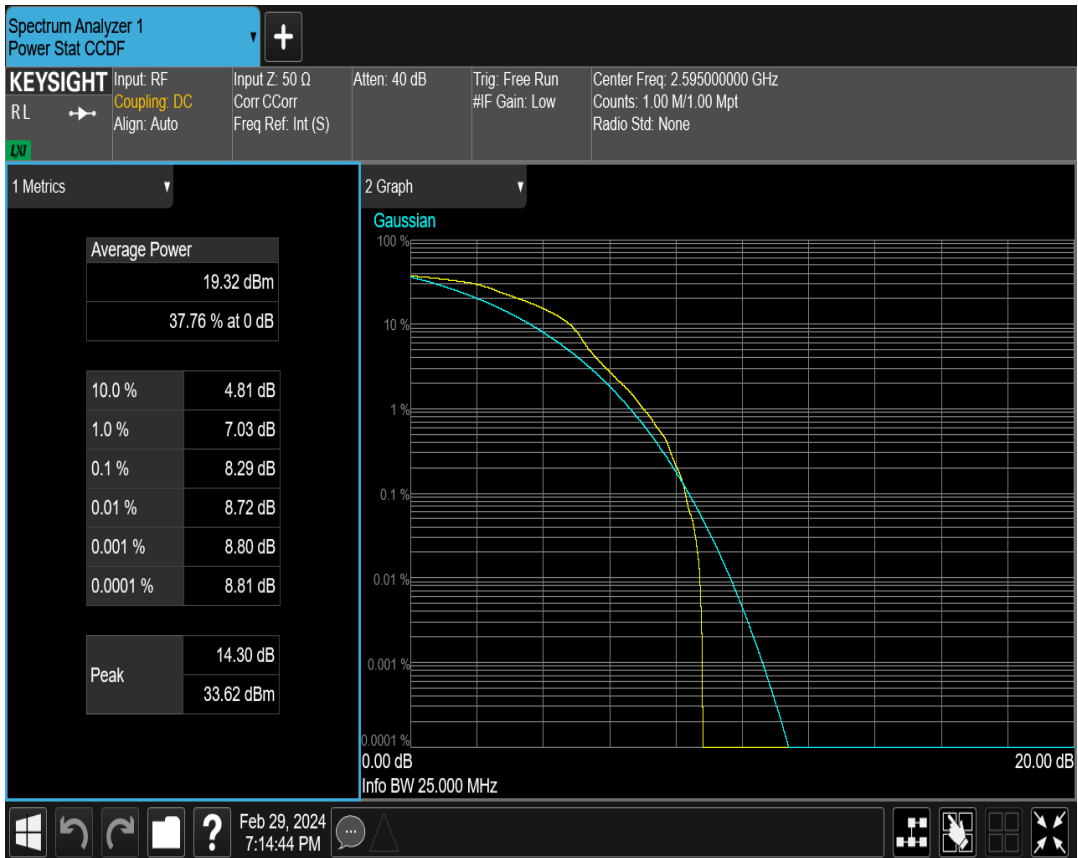 Spectrum Analyzer 1
Power Stat CCDF
+
KEYSIGHT
RL
LXI
Input: RF
Coupling: DC
Align: Auto
Input Z: 50 Ω
Corr CCorr
Freq Ref: Int (S)
Atten: 40 dB
Trig: Free Run
#IF Gain: Low
Center Freq: 2.595000000 GHz
Counts: 1.00 M/1.00 Mpt
Radio Std: None
1 Metrics
Average Power
19.32 dBm
37.76 % at 0 dB
10.0 % 4.81 dB
1.0 % 7.03 dB
0.1 % 8.29 dB
0.01 % 8.72 dB
0.001 % 8.80 dB
0.0001 % 8.81 dB
Peak
14.30 dB
33.62 dBm
2 Graph
Gaussian
100 %
10 %
1 %
0.1 %
0.01 %
0.001 %
0.0001 %
0.00 dB 20.00 dB
Info BW 25.000 MHz
?
Feb 29, 2024
7:14:44 PM